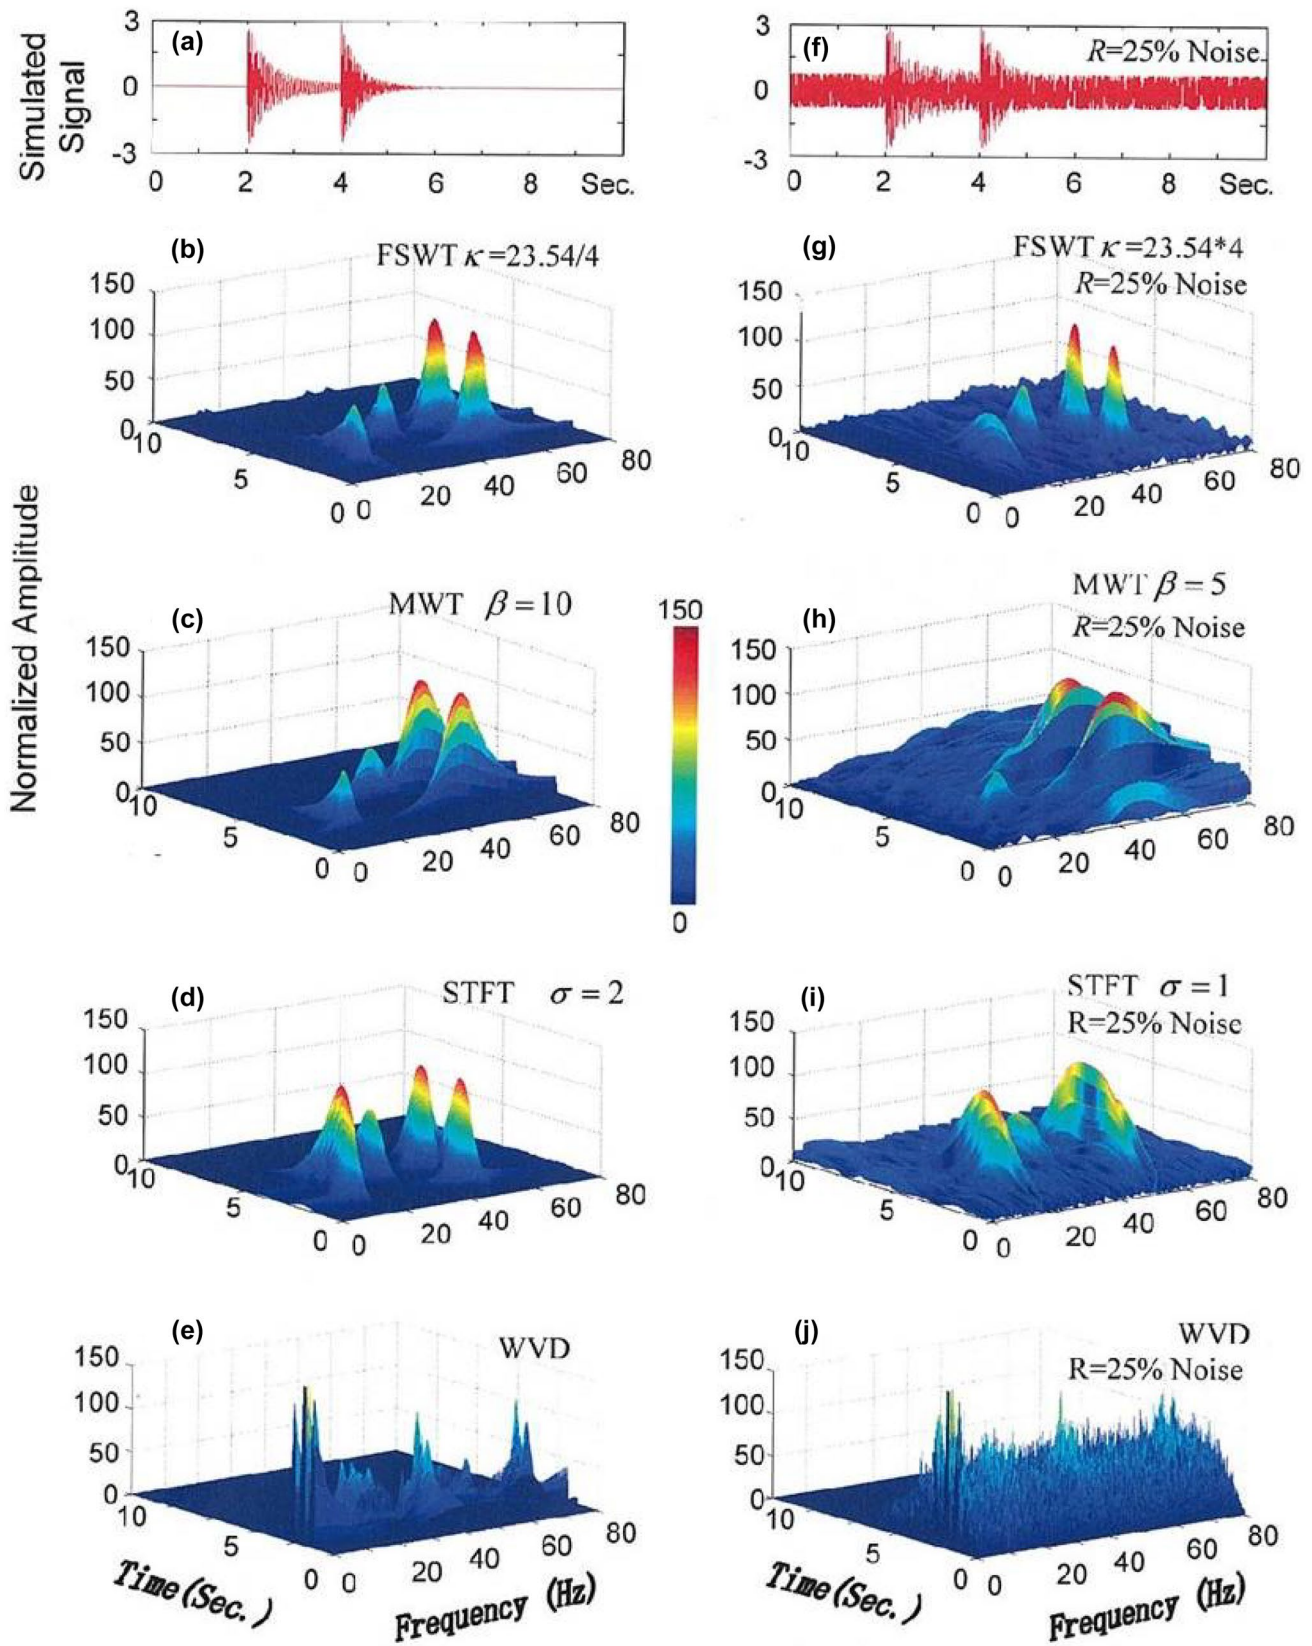 Simulated
Signal
(a)
3
0
-3
0 2 4 6 8 Sec.
(f)
R=25% Noise
3
0
-3
0 2 4 6 8 Sec.
Normalized Amplitude
(b)
FSWT κ=23.54/4
150
100
50
0
10 5 0
0 20 40 60 80
(g)
FSWT κ=23.54*4
R=25% Noise
150
100
50
0
10 5 0
0 20 40 60 80
(c)
MWT β=10
150
100
50
0
10 5 0
0 20 40 60 80
150
0
(h)
MWT β=5
R=25% Noise
150
100
50
0
10 5 0
0 20 40 60 80
(d)
STFT σ=2
150
100
50
0
10 5 0
0 20 40 60 80
(i)
STFT σ=1
R=25% Noise
150
100
50
0
10 5 0
0 20 40 60 80
(e)
WVD
150
100
50
0
10 5 0
0 20 40 60 80
Time(Sec.)
Frequency (Hz)
(j)
WVD
R=25% Noise
150
100
50
0
10 5 0
0 20 40 60 80
Time(Sec.)
Frequency (Hz)